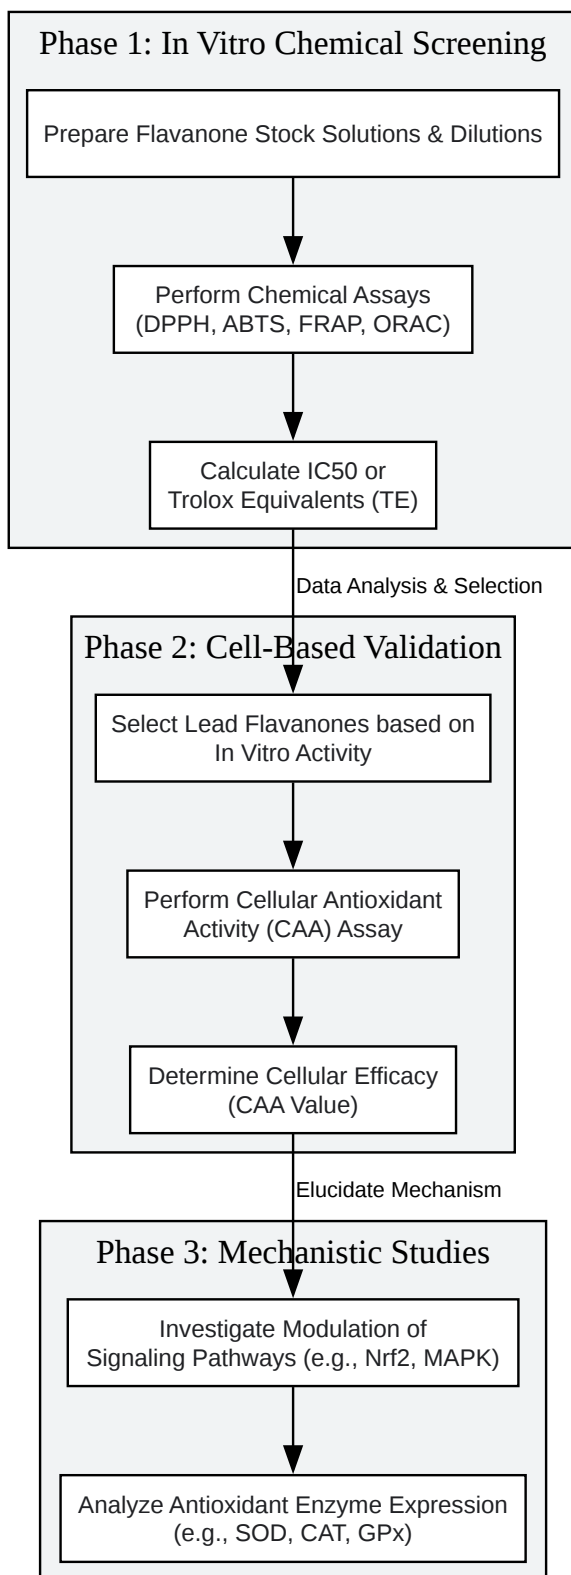 Phase 1: In Vitro Chemical Screening
Prepare Flavanone Stock Solutions & Dilutions
Perform Chemical Assays
(DPPH, ABTS, FRAP, ORAC)
Calculate IC50 or
Trolox Equivalents (TE)
Data Analysis & Selection
Phase 2: Cell-Based Validation
Select Lead Flavanones based on
In Vitro Activity
Perform Cellular Antioxidant
Activity (CAA) Assay
Determine Cellular Efficacy
(CAA Value)
Elucidate Mechanism
Phase 3: Mechanistic Studies
Investigate Modulation of
Signaling Pathways (e.g., Nrf2, MAPK)
Analyze Antioxidant Enzyme Expression
(e.g., SOD, CAT, GPx)